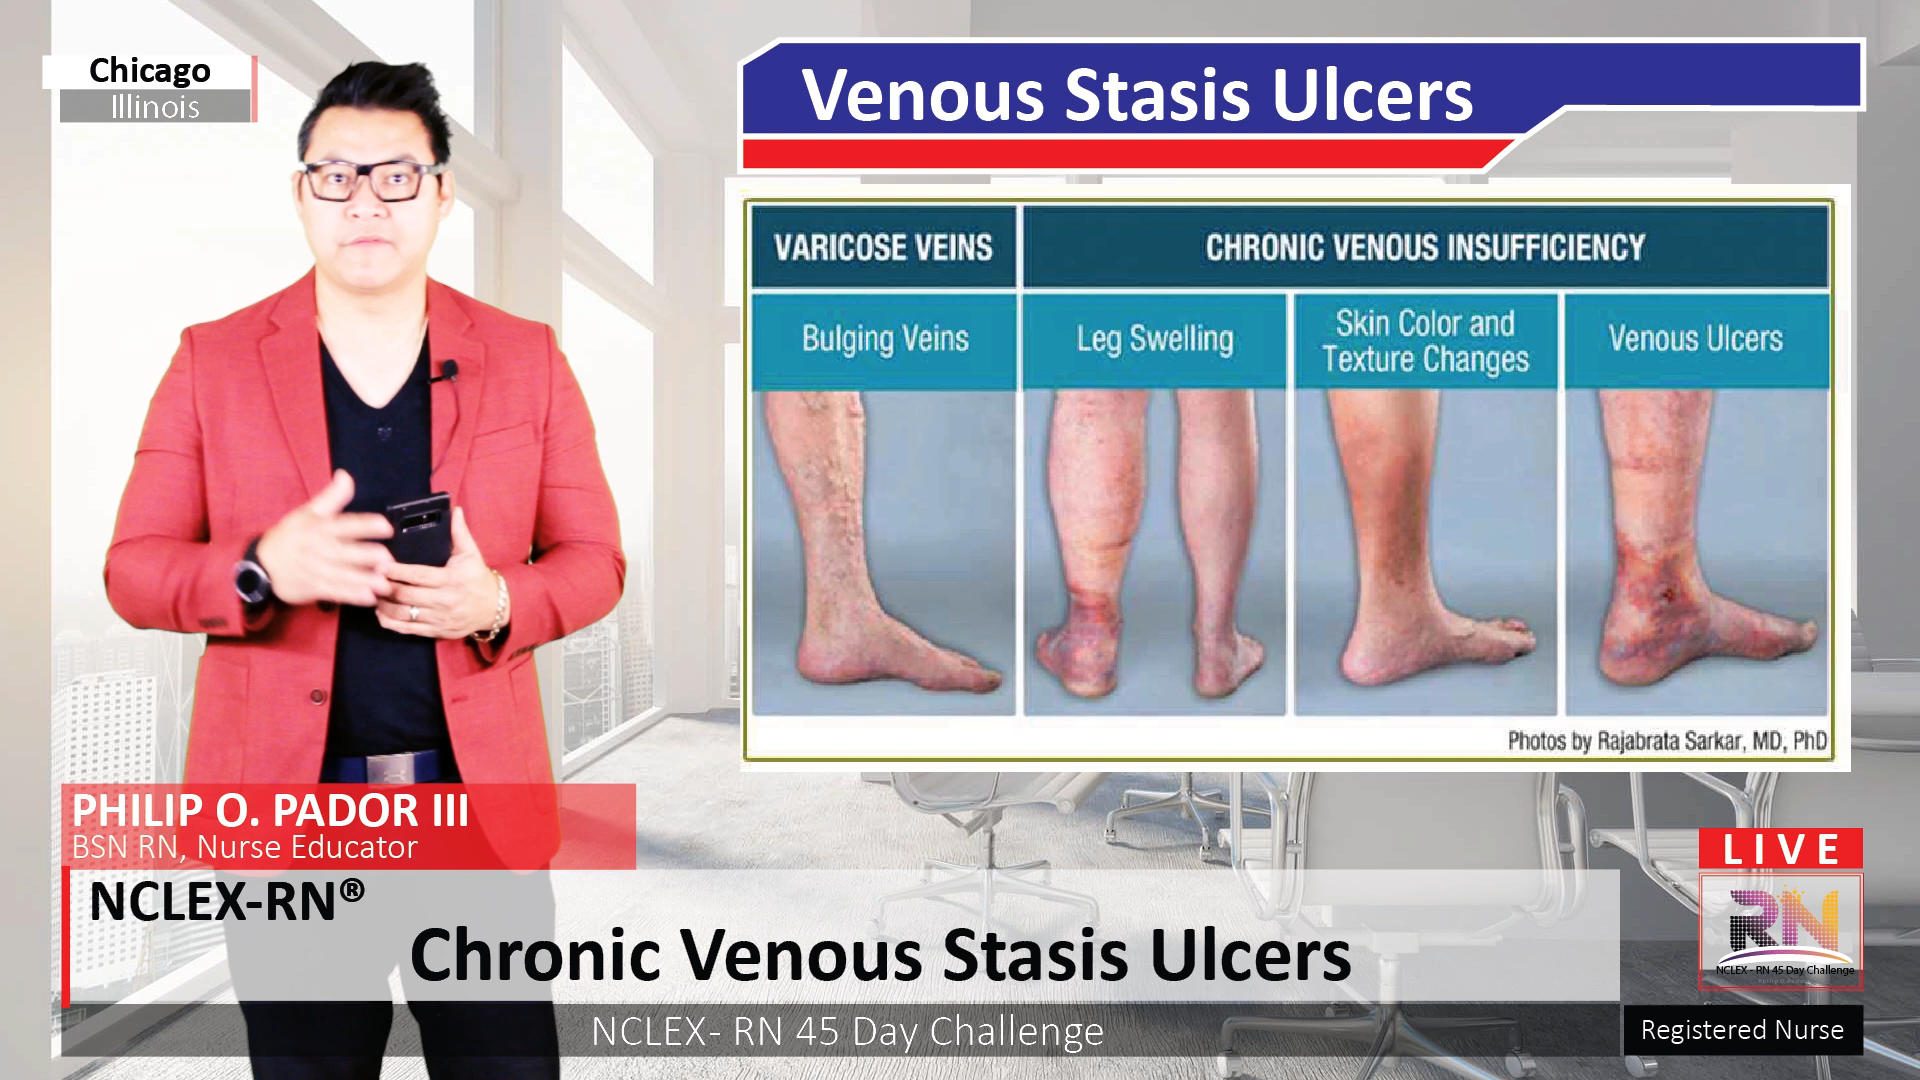 Chicago
Illinois
Venous Stasis Ulcers
VARICOSE VEINS
CHRONIC VENOUS INSUFFICIENCY
Bulging Veins
Leg Swelling
Skin Color and
Texture Changes
Venous Ulcers
Photos by Rajabrata Sarkar, MD, PhD
PHILIP O. PADOR III
BSN RN, Nurse Educator
NCLEX-RN®
Chronic Venous Stasis Ulcers
NCLEX- RN 45 Day Challenge
LIVE
RN
NCLEX - RN 45 Day Challenge
Registered Nurse